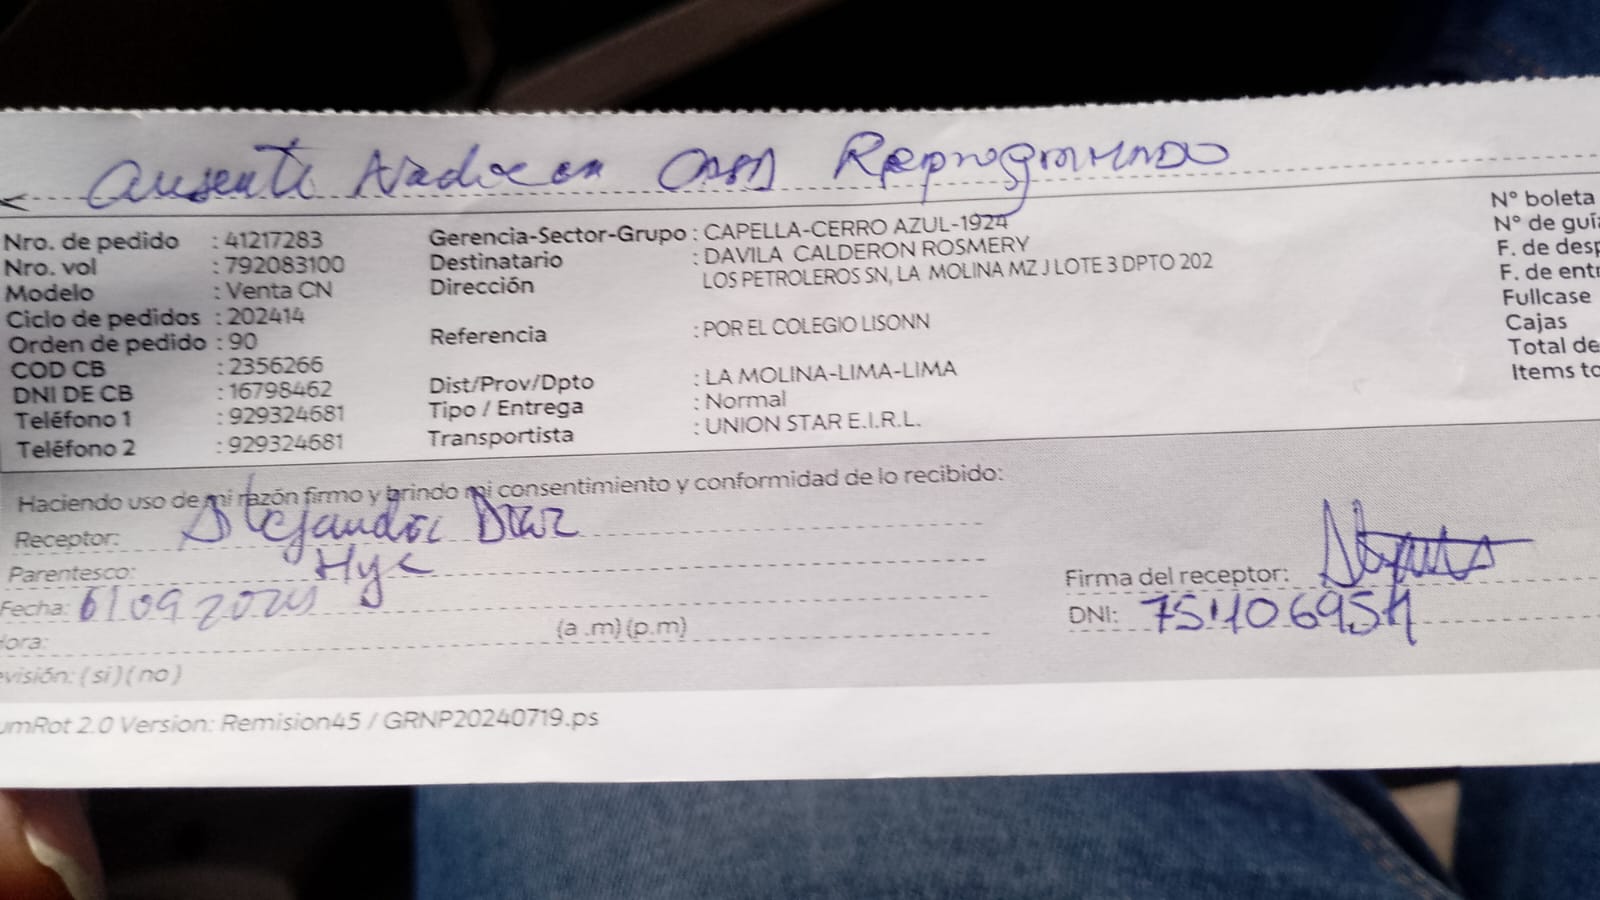 Ausente Nadie en Casa Reprogramado
Nro. de pedido : 41217283
Nro. vol : 792083100
Modelo : Venta CN
Ciclo de pedidos : 202414
Orden de pedido : 90
COD CB : 2356266
DNI DE CB : 16798462
Teléfono 1 : 929324681
Teléfono 2 : 929324681
Gerencia-Sector-Grupo : CAPELLA-CERRO AZUL-1924
Destinatario : DAVILA CALDERON ROSMERY
Dirección LOS PETROLEROS SN, LA MOLINA MZ J LOTE 3 DPTO 202
Referencia : POR EL COLEGIO LISONN
Dist/Prov/Dpto : LA MOLINA-LIMA-LIMA
Tipo / Entrega : Normal
Transportista : UNION STAR E.I.R.L.
N° boleta
N° de guía
F. de desp
F. de entr
Fullcase
Cajas
Total de
Items to
Haciendo uso de mi razón firmo y brindo mi consentimiento y conformidad de lo recibido:
Receptor: Alejandra Diaz
Parentesco:
Fecha: 6/09 2024
Hora: (a .m) (p.m)
evisión: ( si ) ( no )
Firma del receptor:
DNI:
umRot 2.0 Version: Remision45 / GRNP20240719.ps